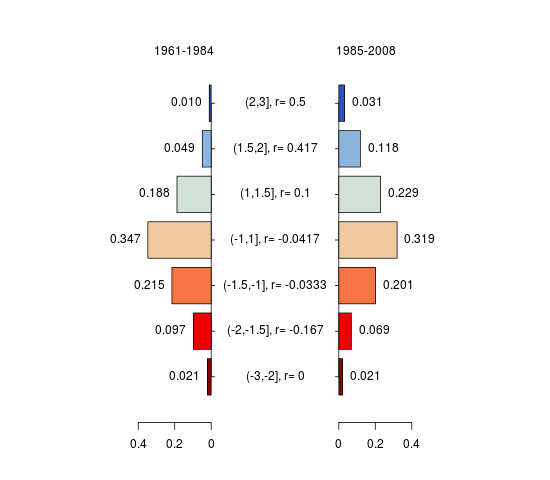 1961-1984 1985-2008
0.010 (2,3], r= 0.5 0.031
0.049 (1.5,2], r= 0.417 0.118
0.188 (1,1.5], r= 0.1 0.229
0.347 (-1,1], r= -0.0417 0.319
0.215 (-1.5,-1], r= -0.0333 0.201
0.097 (-2,-1.5], r= -0.167 0.069
0.021 (-3,-2], r= 0 0.021
0.4 0.2 0 0 0.2 0.4